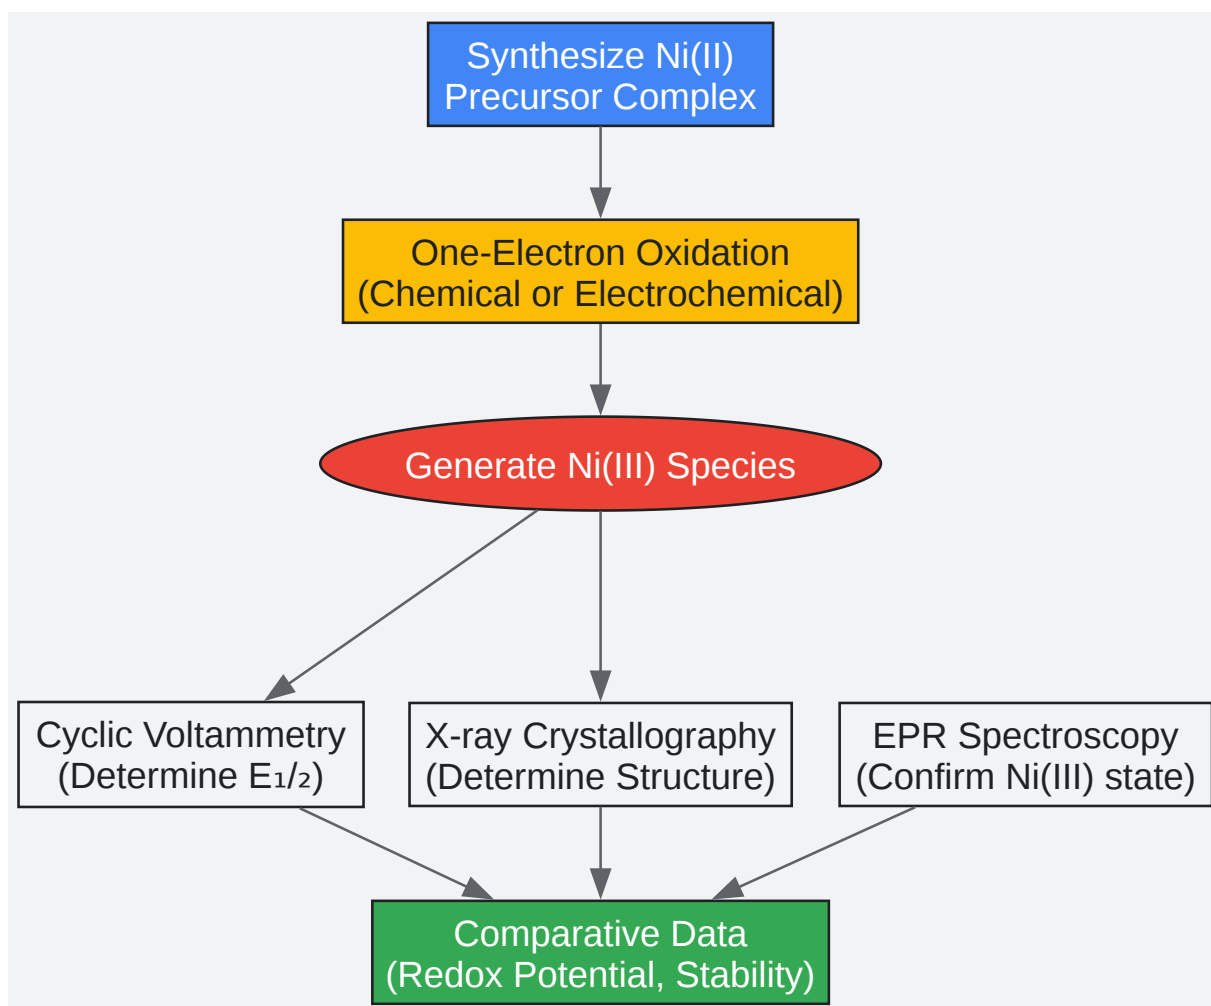 Synthesize Ni(II)
Precursor Complex
One-Electron Oxidation
(Chemical or Electrochemical)
Generate Ni(III) Species
Cyclic Voltammetry
(Determine E₁/₂)
X-ray Crystallography
(Determine Structure)
EPR Spectroscopy
(Confirm Ni(III) state)
Comparative Data
(Redox Potential, Stability)